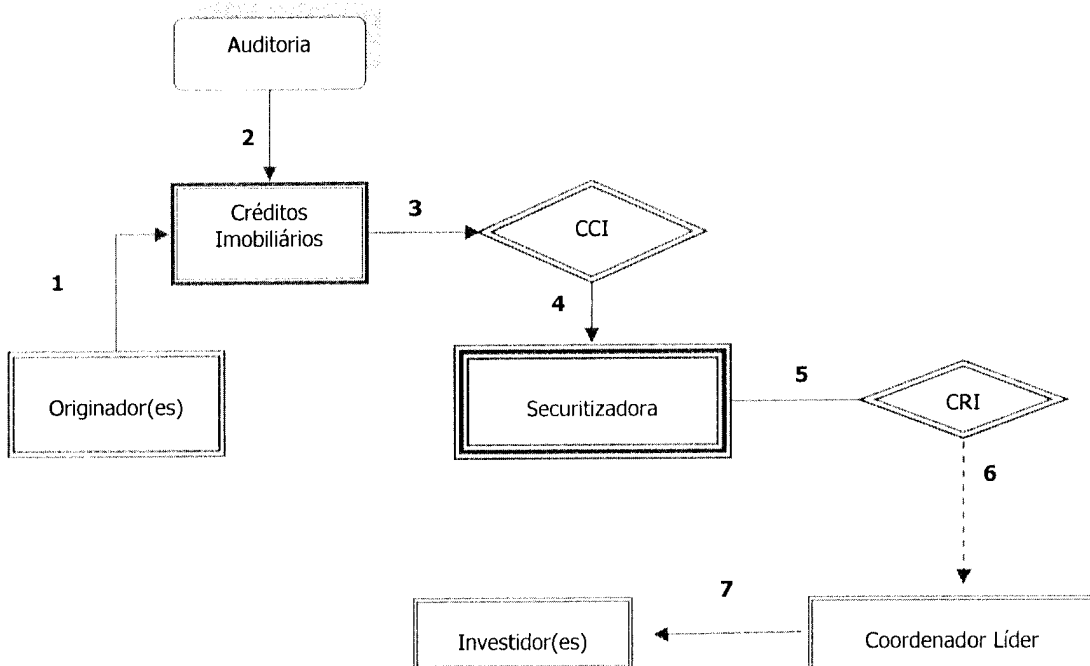 Auditoria
2
Créditos
Imobiliários
3
CCI
1
4
Originador(es)
Securitizadora
5
CRI
6
7
Investidor(es)
Coordenador Líder